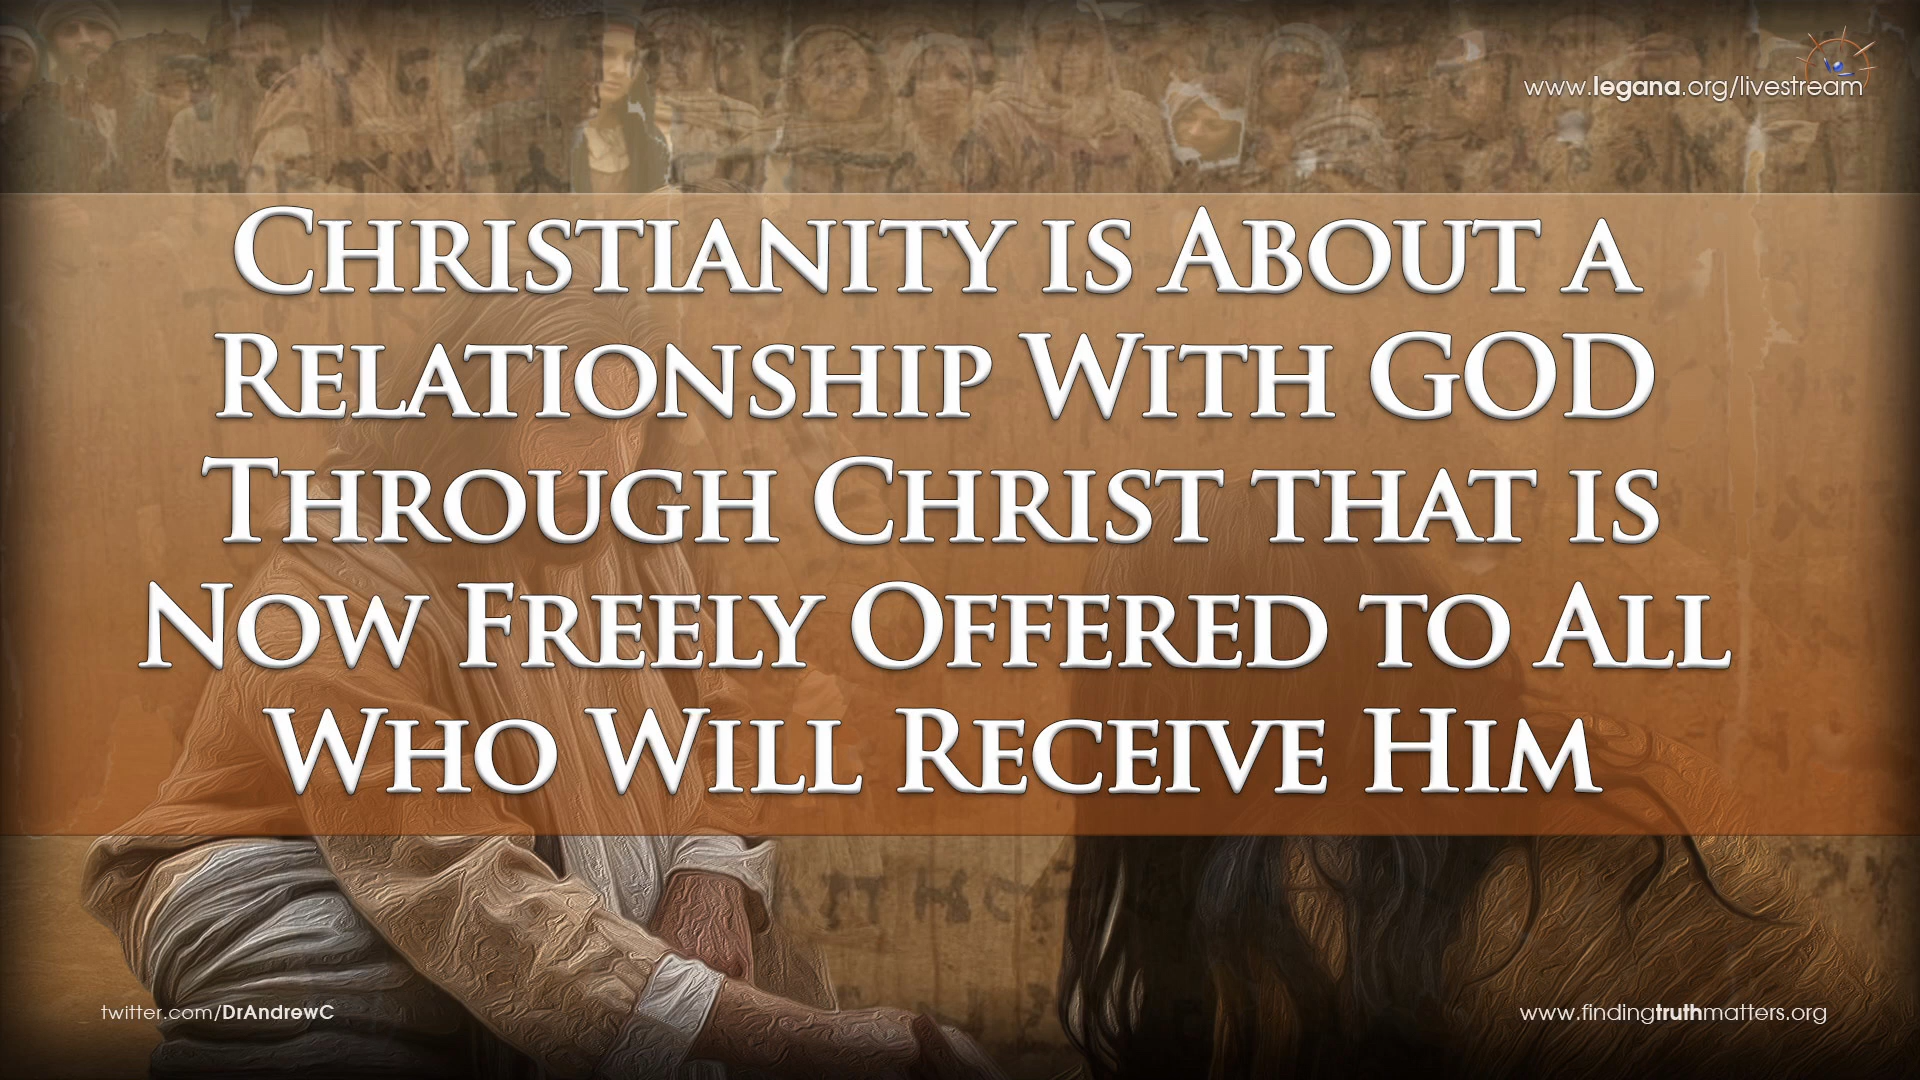 www.legana.org/livestream
Christianity is About a
Relationship With GOD
Through Christ that is
Now Freely Offered to All
Who Will Receive Him
twitter.com/DrAndrewC
www.findingtruthmatters.org